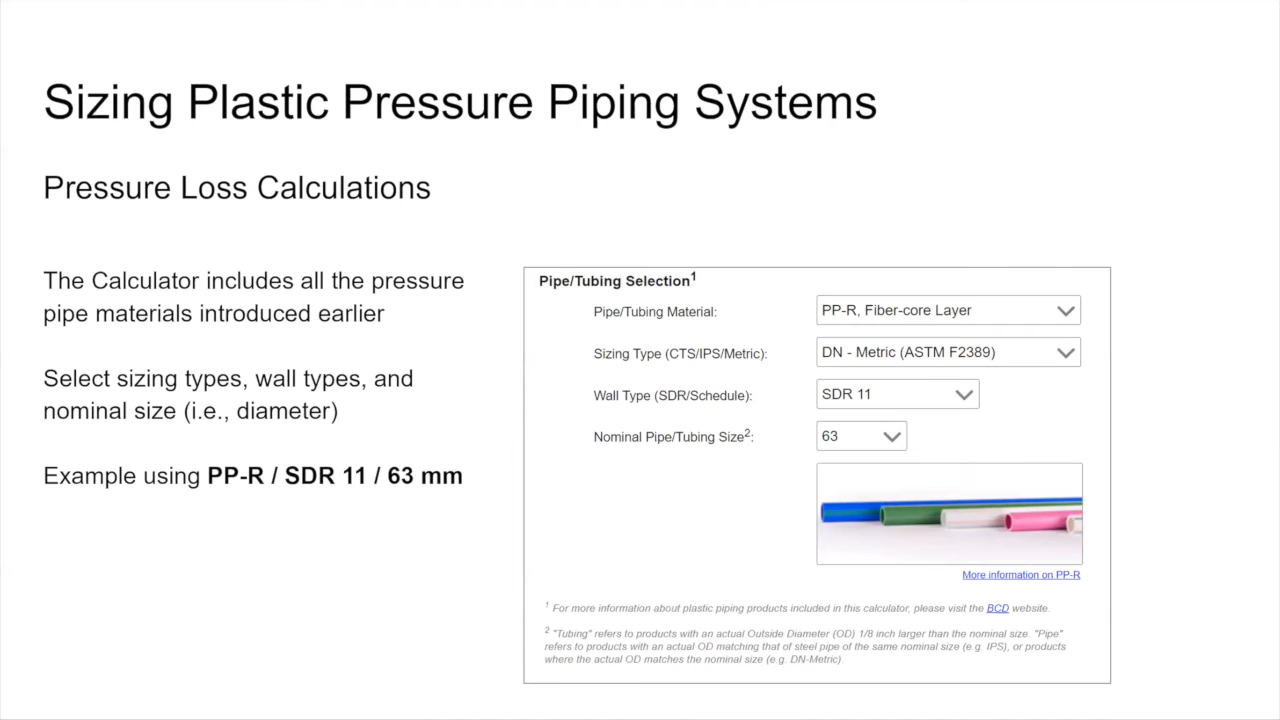 Sizing Plastic Pressure Piping Systems
Pressure Loss Calculations
The Calculator includes all the pressure
pipe materials introduced earlier
Select sizing types, wall types, and
nominal size (i.e., diameter)
Example using PP-R / SDR 11 / 63 mm
Pipe/Tubing Selection1
Pipe/Tubing Material: PP-R, Fiber-core Layer
Sizing Type (CTS/IPS/Metric): DN - Metric (ASTM F2389)
Wall Type (SDR/Schedule): SDR 11
Nominal Pipe/Tubing Size2: 63
More information on PP-R
1 For more information about plastic piping products included in this calculator, please visit the BCD website.
2 "Tubing" refers to products with an actual Outside Diameter (OD) 1/8 inch larger than the nominal size. "Pipe"
refers to products with an actual OD matching that of steel pipe of the same nominal size (e.g. IPS), or products
where the actual OD matches the nominal size (e.g. DN-Metric)